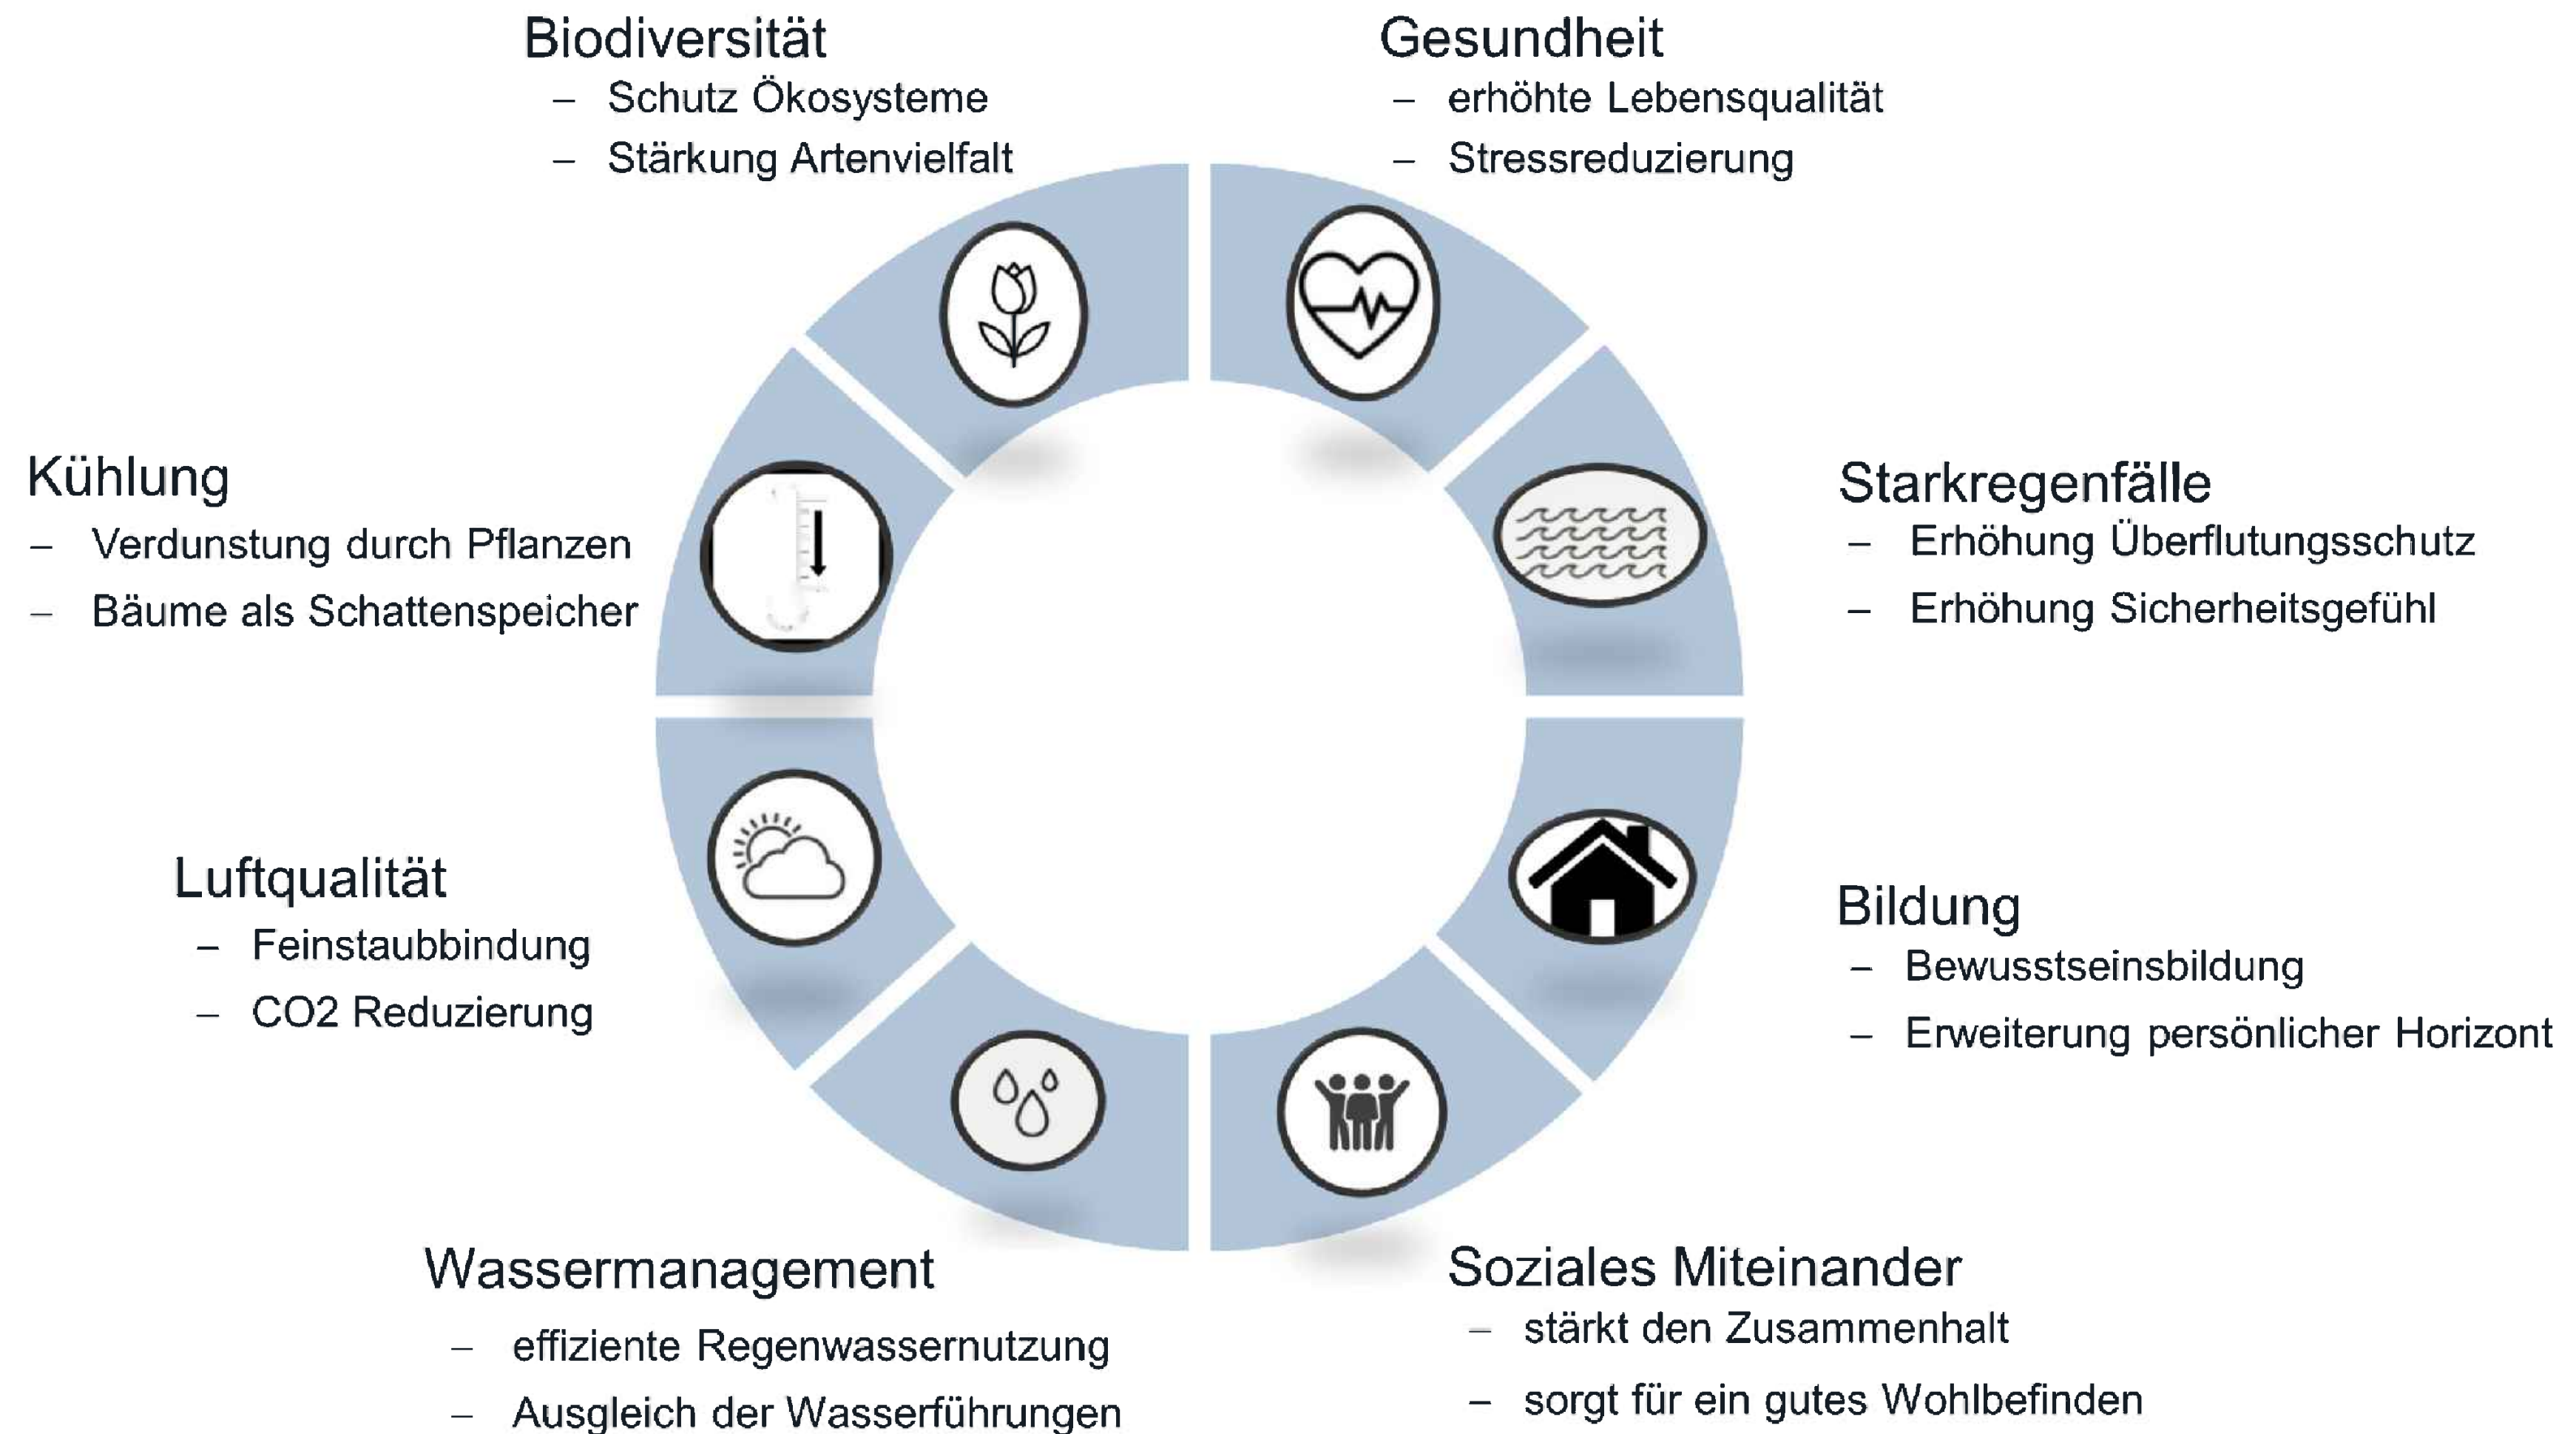 Biodiversität
– Schutz Ökosysteme
– Stärkung Artenvielfalt
Gesundheit
– erhöhte Lebensqualität
– Stressreduzierung
Kühlung
– Verdunstung durch Pflanzen
– Bäume als Schattenspeicher
Starkregenfälle
– Erhöhung Überflutungsschutz
– Erhöhung Sicherheitsgefühl
Luftqualität
– Feinstaubbindung
– CO2 Reduzierung
Bildung
– Bewusstseinsbildung
– Erweiterung persönlicher Horizont
Wassermanagement
– effiziente Regenwassernutzung
– Ausgleich der Wasserführungen
Soziales Miteinander
– stärkt den Zusammenhalt
– sorgt für ein gutes Wohlbefinden